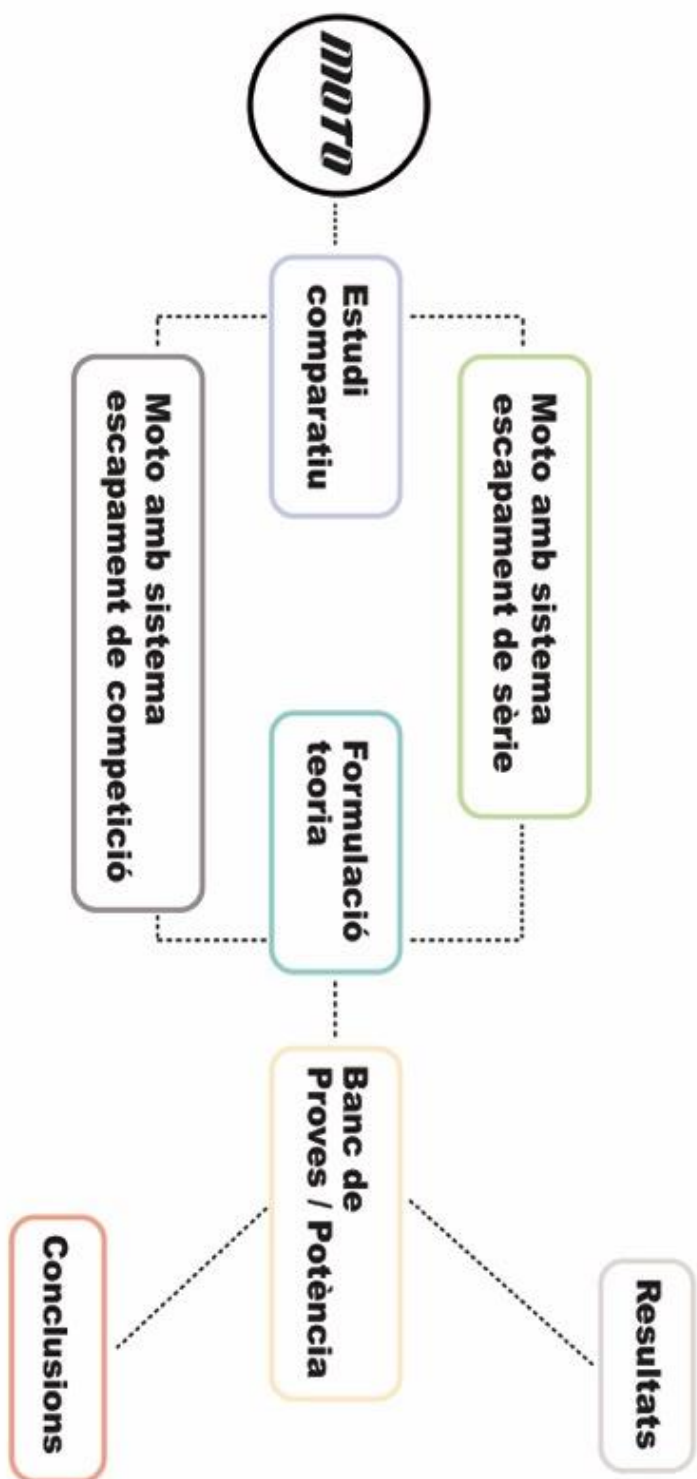 MOTO
Estudi
comparatiu
Moto amb sistema
escapament de sèrie
Moto amb sistema
escapament de competició
Formulació
teoria
Banc de
Proves / Potència
Resultats
Conclusions